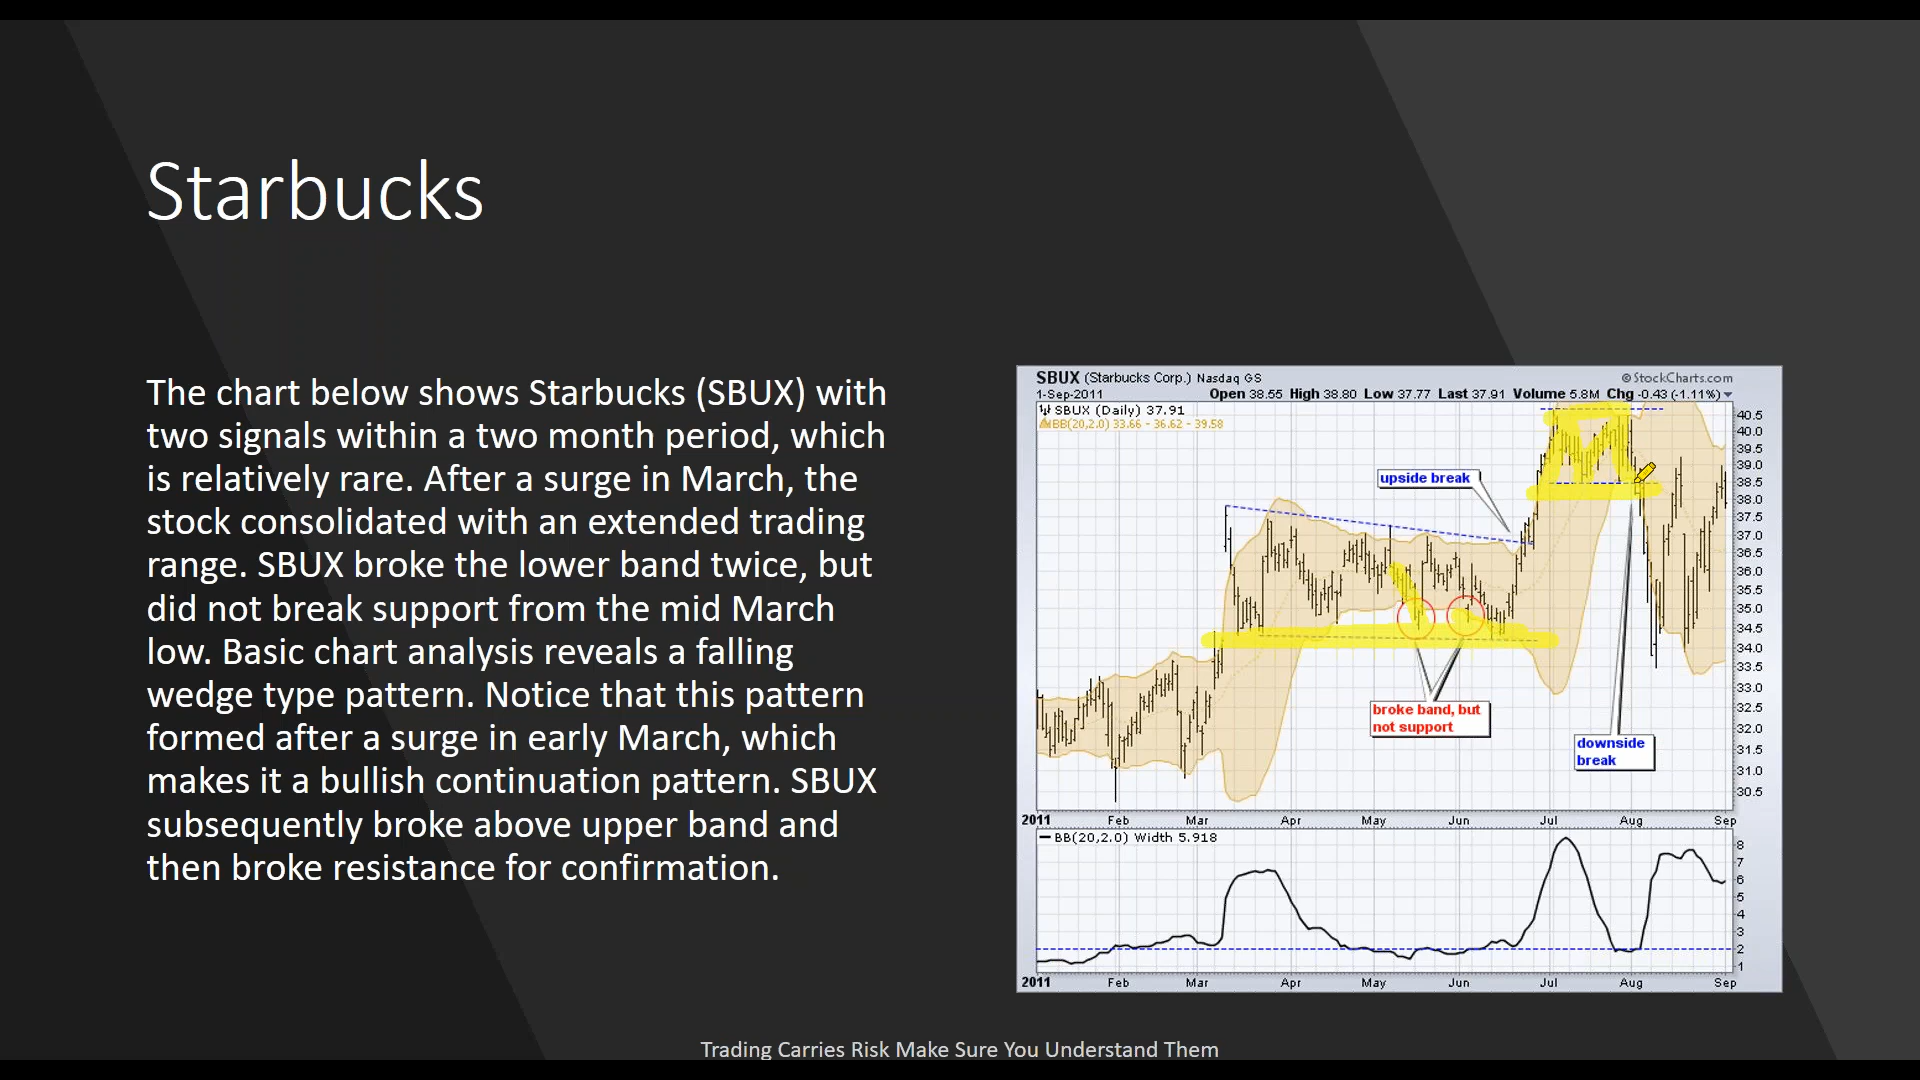 Starbucks
The chart below shows Starbucks (SBUX) with
two signals within a two month period, which
is relatively rare. After a surge in March, the
stock consolidated with an extended trading
range. SBUX broke the lower band twice, but
did not break support from the mid March
low. Basic chart analysis reveals a falling
wedge type pattern. Notice that this pattern
formed after a surge in early March, which
makes it a bullish continuation pattern. SBUX
subsequently broke above upper band and
then broke resistance for confirmation.
SBUX (Starbucks Corp.) Nasdaq GS
© StockCharts.com
1-Sep-2011
Open 38.55 High 38.80 Low 37.77 Last 37.91 Volume 5.8M Chg -0.43 (-1.11%)
SBUX (Daily) 37.91
BB(20,2.0) 33.66 - 36.62 - 39.58
40.5
40.0
39.5
39.0
38.5
38.0
37.5
37.0
36.5
36.0
35.5
35.0
34.5
34.0
33.5
33.0
32.5
32.0
31.5
31.0
30.5
upside break
broke band, but
not support
downside
break
2011 Feb Mar Apr May Jun Jul Aug Sep
BB(20,2.0) Width 5.918
8
7
6
5
4
3
2
1
2011 Feb Mar Apr May Jun Jul Aug Sep
Trading Carries Risk Make Sure You Understand Them